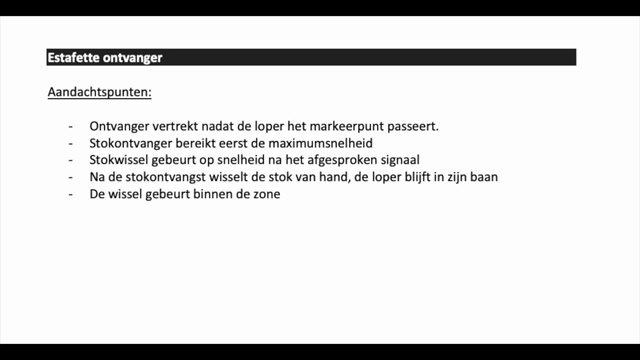 Estafette ontvanger
Aandachtspunten:
- Ontvanger vertrekt nadat de loper het markeerpunt passeert.
- Stokontvanger bereikt eerst de maximumsnelheid
- Stokwissel gebeurt op snelheid na het afgesproken signaal
- Na de stokontvangst wisselt de stok van hand, de loper blijft in zijn baan
- De wissel gebeurt binnen de zone